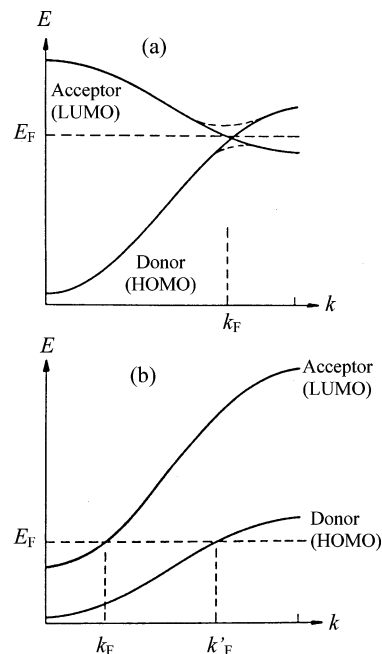 E
(a)
Acceptor
(LUMO)
E_F
Donor
(HOMO)
k
k_F
E
(b)
Acceptor
(LUMO)
Donor
(HOMO)
E_F
k
k_F
k'_F